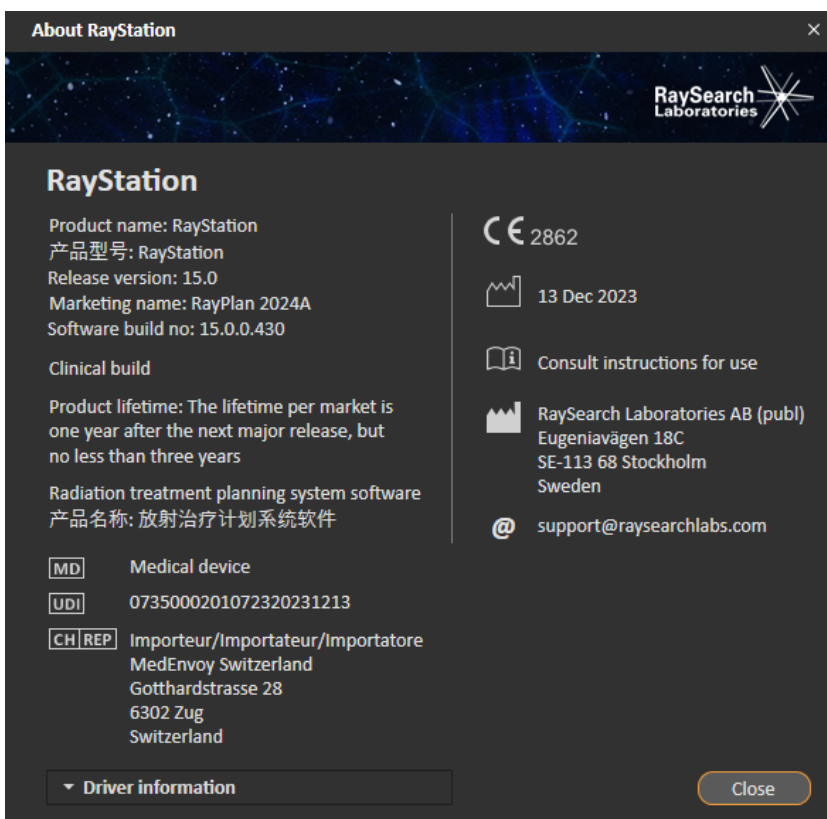 About RayStation
RaySearch
Laboratories
RayStation
Product name: RayStation
产品型号: RayStation
Release version: 15.0
Marketing name: RayPlan 2024A
Software build no: 15.0.0.430
Clinical build
Product lifetime: The lifetime per market is
one year after the next major release, but
no less than three years
Radiation treatment planning system software
产品名称: 放射治疗计划系统软件
MD Medical device
UDI 0735000201072320231213
CH REP Importeur/Importateur/Importatore
MedEnvoy Switzerland
Gotthardstrasse 28
6302 Zug
Switzerland
CE 2862
13 Dec 2023
i Consult instructions for use
RaySearch Laboratories AB (publ)
Eugeniavägen 18C
SE-113 68 Stockholm
Sweden
@ support@raysearchlabs.com
Driver information
Close